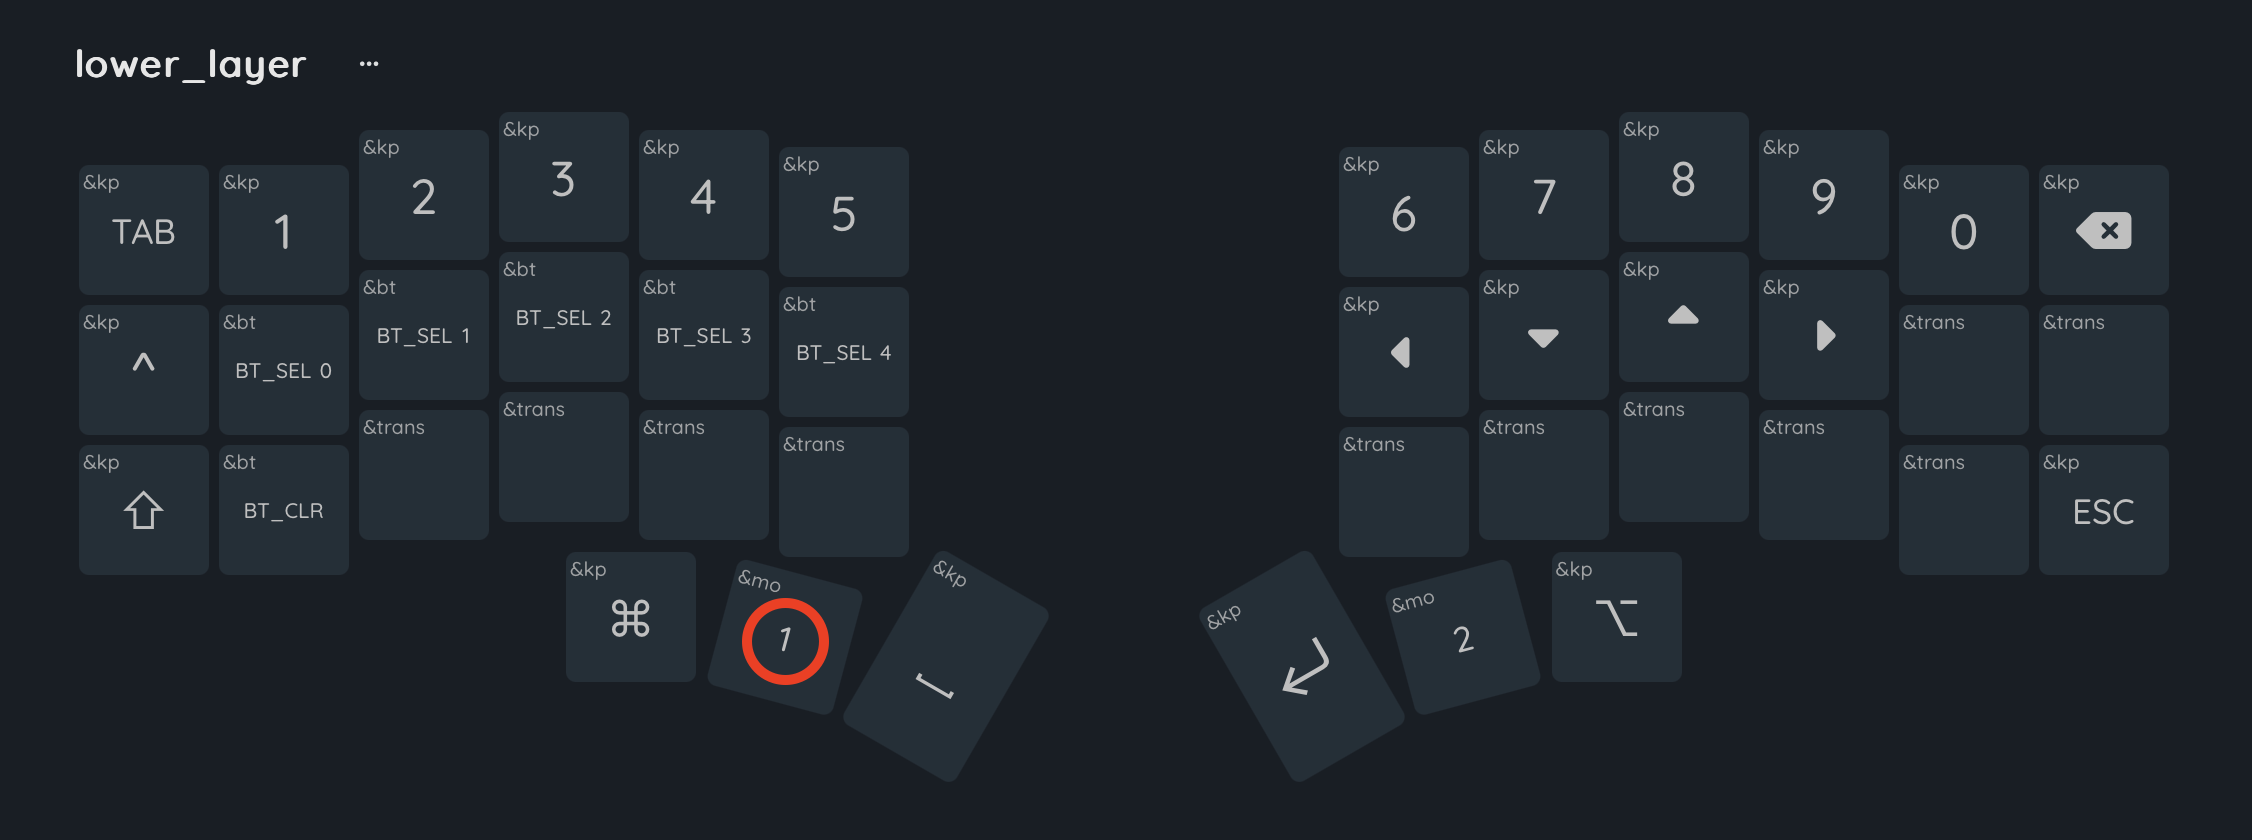 lower_layer ...
&kp TAB
&kp 1
&kp 2
&kp 3
&kp 4
&kp 5
&kp 6
&kp 7
&kp 8
&kp 9
&kp 0
&kp
&kp ^
&bt BT_SEL 0
&bt BT_SEL 1
&bt BT_SEL 2
&bt BT_SEL 3
&bt BT_SEL 4
&kp
&kp
&kp
&kp
&trans
&trans
&kp
&bt BT_CLR
&trans
&trans
&trans
&trans
&trans
&trans
&trans
&trans
&trans
&kp ESC
&kp ⌘
&mo 1
&kp
&kp
&mo 2
&kp ⌥